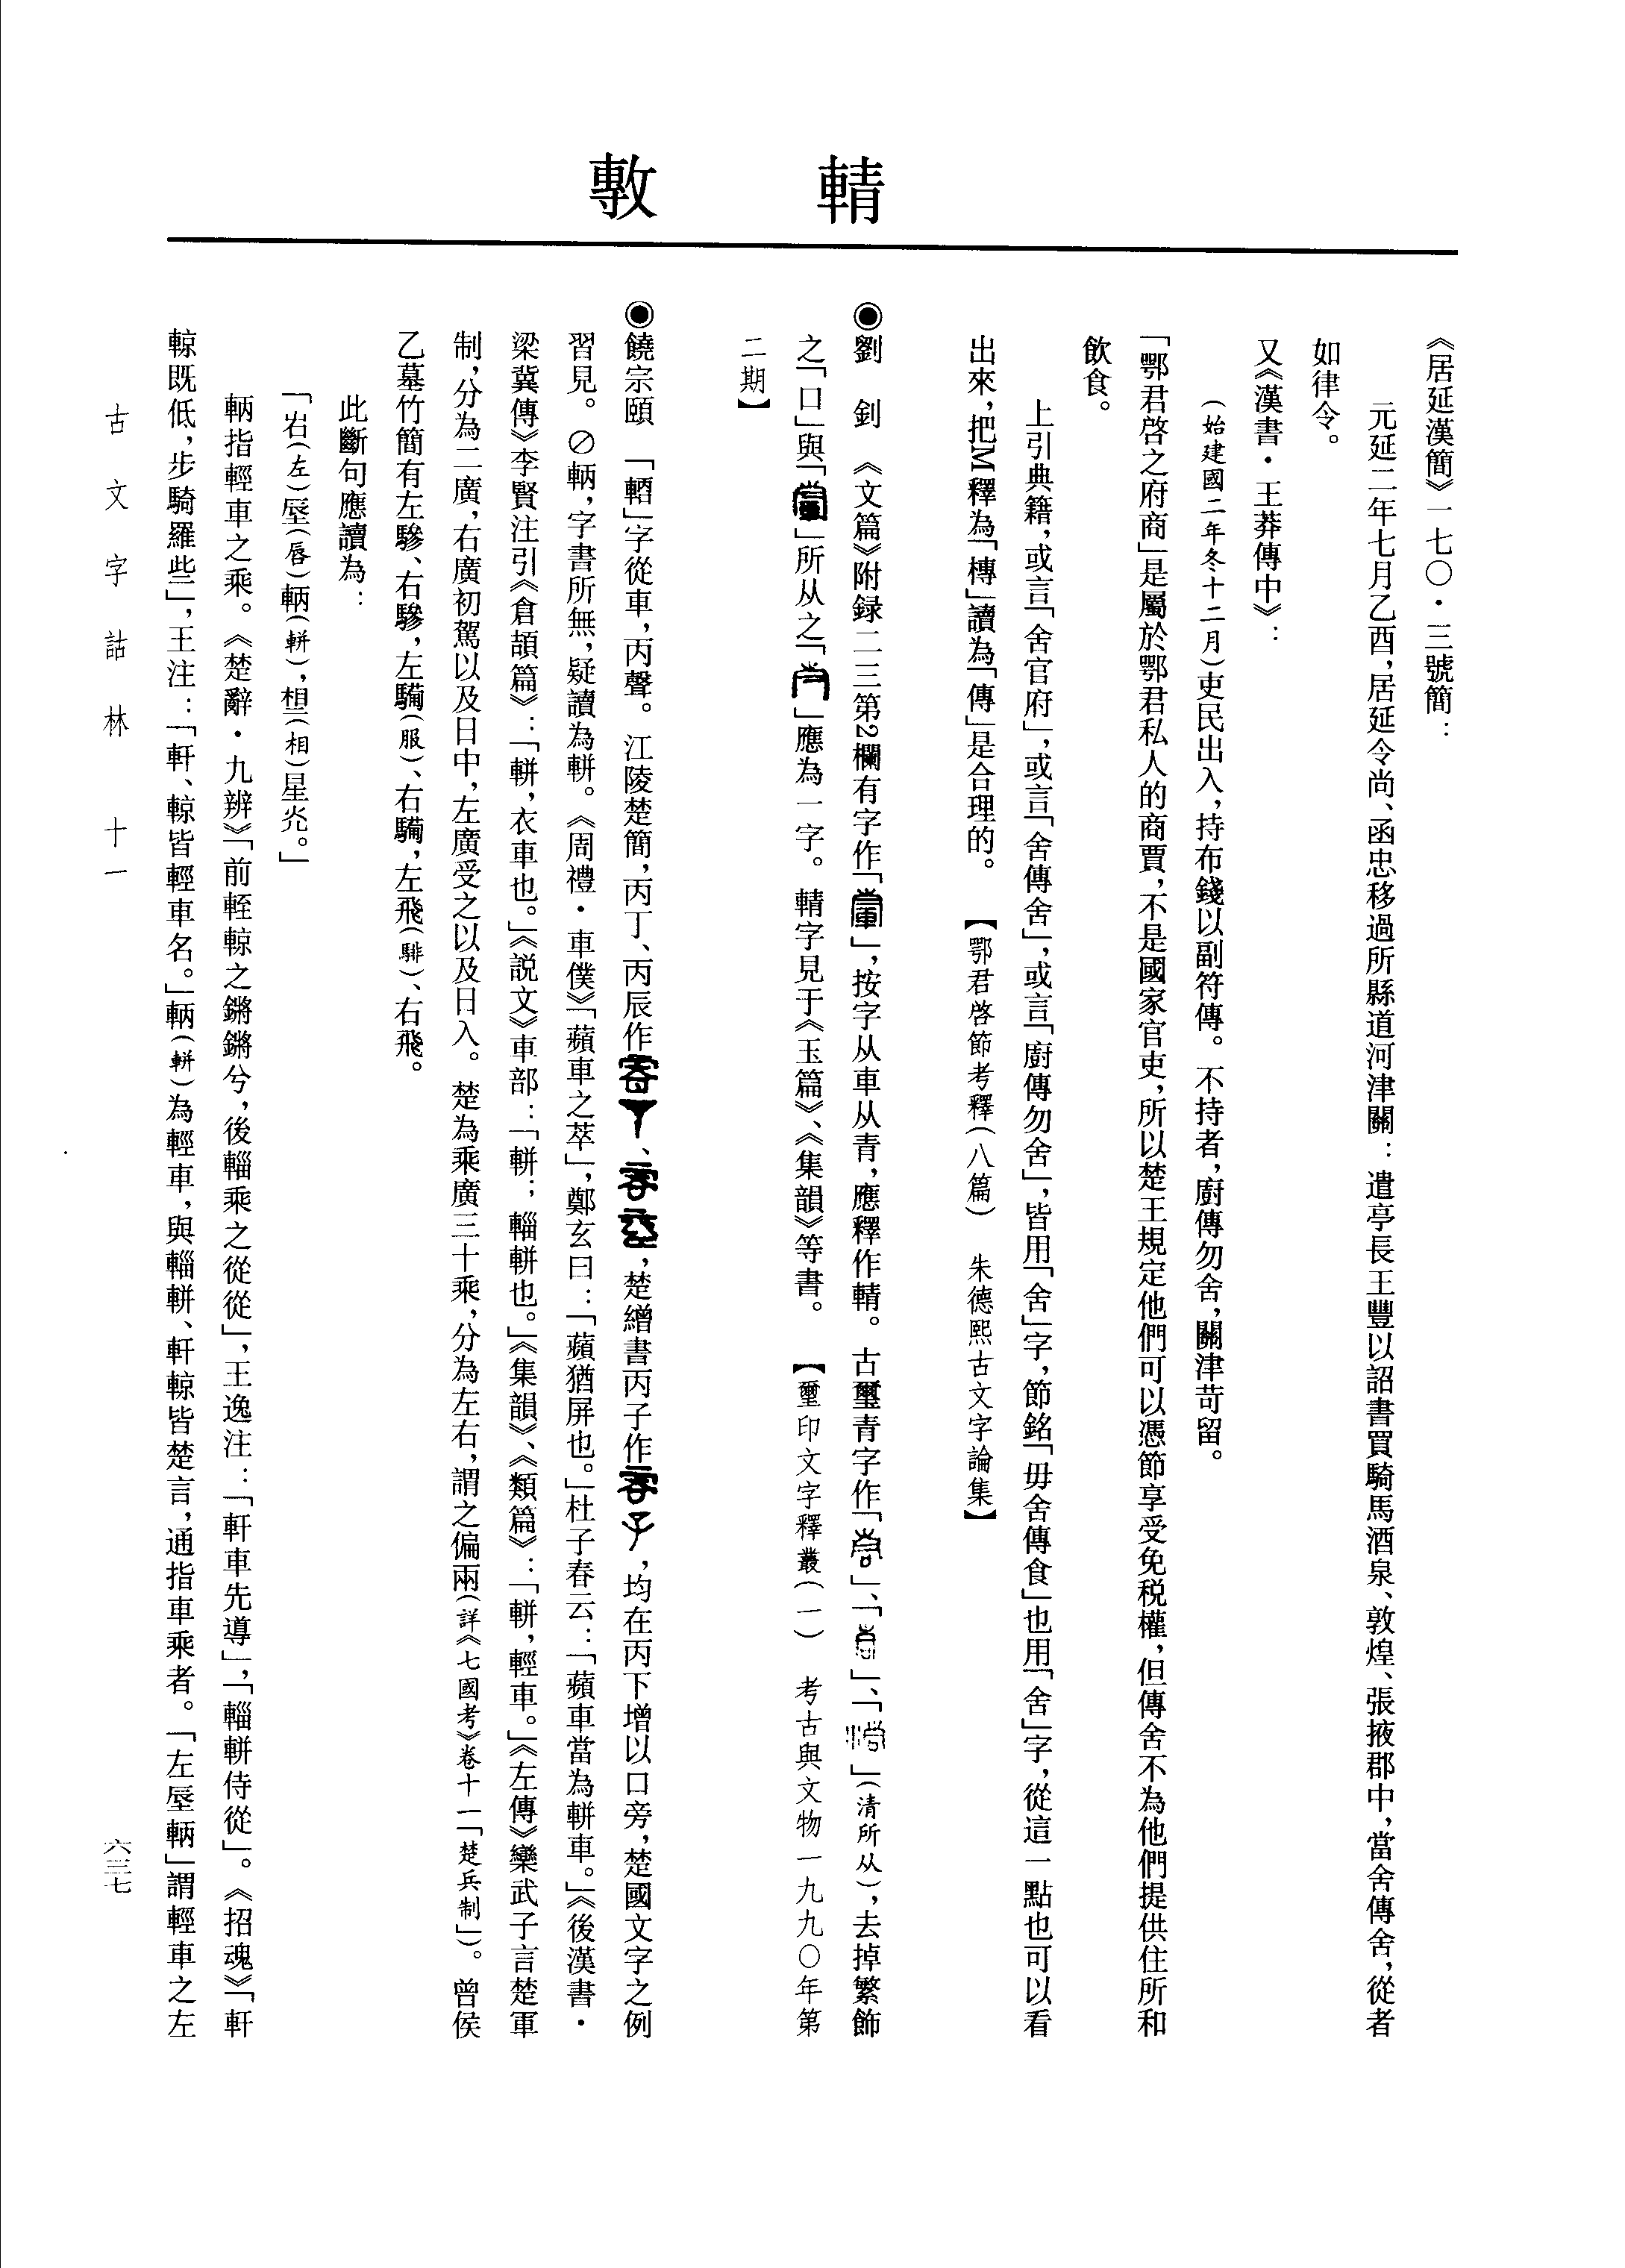 䡖
敷
《居延漢簡》一七〇·三號簡：
元延二年七月乙酉，居延令尚、函忠移過所縣道河津關：遣亭長王豐以詔書買騎馬酒泉、敦煌、張掖郡中，當舍傳舍，從者
如律令。
又《漢書·王莽傳中》：
（始建國二年冬十二月）吏民出入，持布錢以副符傳。不持者，廚傳勿舍，關津苛留。
「鄂君啓之府商」是屬於鄂君私人的商賈，不是國家官吏，所以楚王規定他們可以憑節享受免稅權，但傳舍不為他們提供住所和
飲食。
上引典籍，或言「舍官府」，或言「舍傳舍」，或言「廚傳勿舍」，皆用「舍」字，節銘「毋舍傳食」也用「舍」字，從這一點也可以看
出來，把M釋為「槫」讀為「傳」是合理的。【鄂君啓節考釋（八篇） 朱德熙古文字論集】
◉劉 釗 《文篇》附録二三第2欄有字作「」，按字从車从青，應釋作䡖。古璽青字作「」、「」、「」（清所从），去掉繁飾
之「口」與「」所从之「」應為一字。䡖字見于《玉篇》、《集韻》等書。【璽印文字釋叢（一） 考古與文物一九九〇年第
二期】
◉饒宗頤 「」字從車，丙聲。江陵楚簡，丙丁、丙辰作、，楚繒書丙子作，均在丙下增以口旁，楚國文字之例
習見。∅輛，字書所無，疑讀為軿。《周禮·車僕》「蘋車之萃」，鄭玄曰：「蘋猶屏也。」杜子春云：「蘋車當為軿車。」《後漢書·
梁冀傳》李賢注引《倉頡篇》：「軿，衣車也。」《説文》車部：「軿；輜軿也。」《集韻》、《類篇》：「軿，輕車。」《左傳》欒武子言楚軍
制，分為二廣，右廣初駕以及日中，左廣受之以及日入。楚為乘廣三十乘，分為左右，謂之偏兩（詳《七國考》卷十一「楚兵制」）。曾侯
乙墓竹簡有左驂、右驂，左（服）、右，左飛（騑）、右飛。
此斷句應讀為：
「右（左）（唇）（軿），想（相）星光。」
指輕車之乘。《楚辭·九辨》「前輊輬之鏘鏘兮，後輜乘之從從」，王逸注：「軒車先導」，「輜軿侍從」。《招魂》「軒
輬既低，步騎羅些」，王注：「軒、輬皆輕車名。」（軿）為輕車，與輜軿、軒輬皆楚言，通指車乘者。「左」謂輕車之左
古文字詁林 十一
六三七